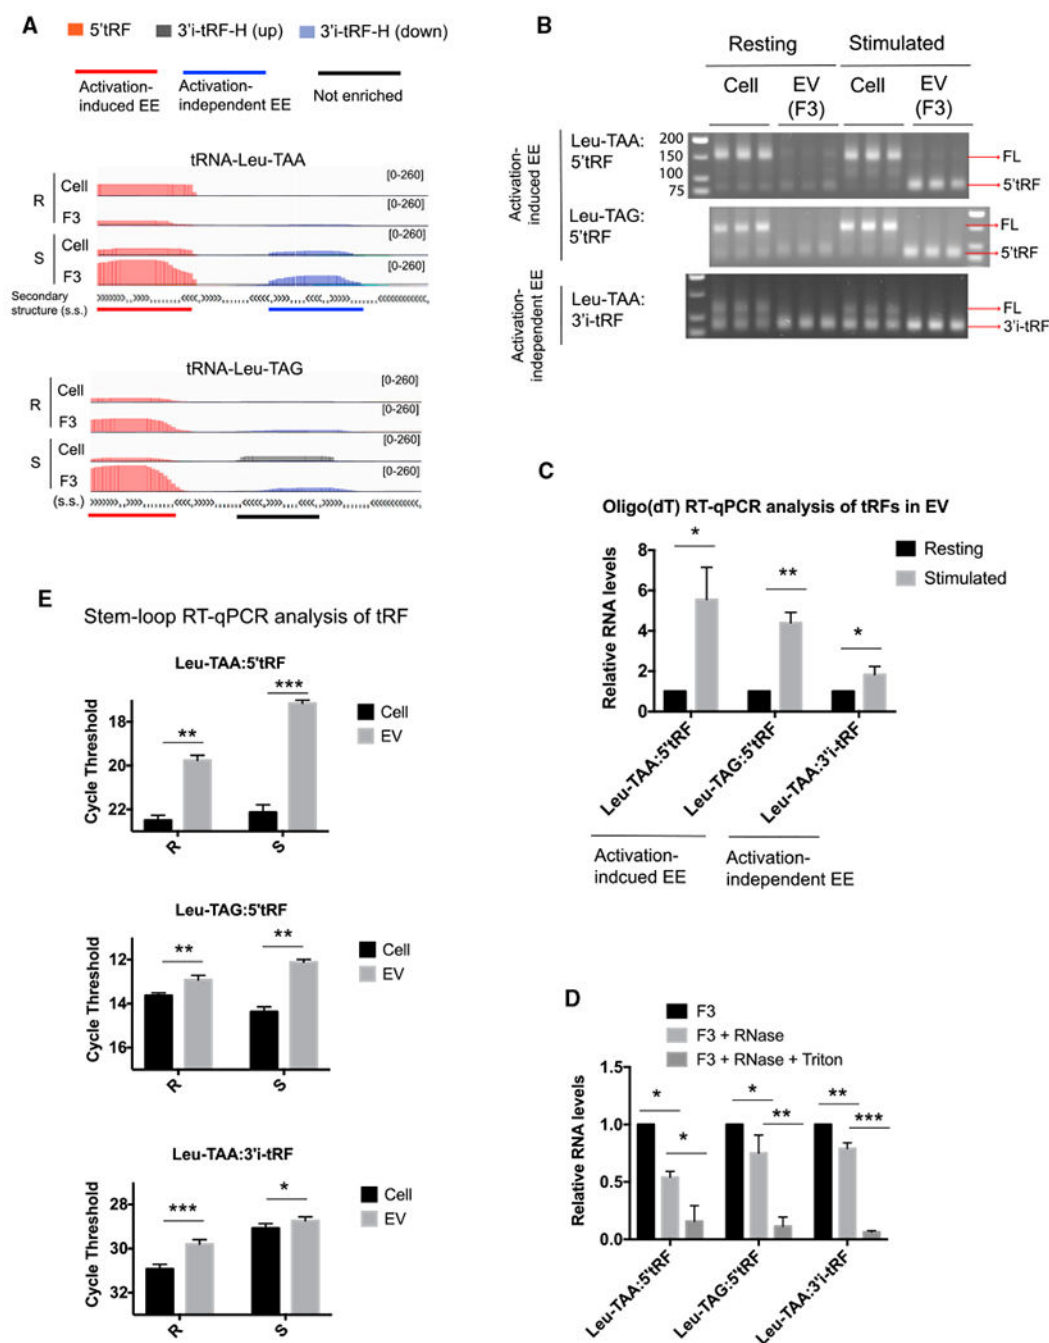 A
5'tRF
3'i-tRF-H (up)
3'i-tRF-H (down)
Activation-
induced EE
Activation-
independent EE
Not enriched
tRNA-Leu-TAA
R
Cell
[0-260]
F3
[0-260]
S
Cell
[0-260]
F3
[0-260]
Secondary
structure (s.s.)
tRNA-Leu-TAG
R
Cell
[0-260]
F3
[0-260]
S
Cell
[0-260]
F3
[0-260]
(s.s.)
B
Resting
Stimulated
Cell
EV
(F3)
Cell
EV
(F3)
Activation-
induced EE
Leu-TAA:
5'tRF
200
150
100
75
FL
5'tRF
Leu-TAG:
5'tRF
FL
5'tRF
Activation-
independent EE
Leu-TAA:
3'i-tRF
FL
3'i-tRF
C
Oligo(dT) RT-qPCR analysis of tRFs in EV
Resting
Stimulated
Relative RNA levels
8
6
4
2
0
*
**
*
Leu-TAA:5'tRF
Leu-TAG:5'tRF
Leu-TAA:3'i-tRF
Activation-
indcued EE
Activation-
independent EE
E
Stem-loop RT-qPCR analysis of tRF
Leu-TAA:5'tRF
Cell
EV
Cycle Threshold
18
20
22
**
***
R
S
Leu-TAG:5'tRF
Cell
EV
Cycle Threshold
12
14
16
**
**
R
S
Leu-TAA:3'i-tRF
Cell
EV
Cycle Threshold
28
30
32
***
*
R
S
D
F3
F3 + RNase
F3 + RNase + Triton
Relative RNA levels
1.5
1.0
0.5
0.0
*
*
*
**
**
***
Leu-TAA:5'tRF
Leu-TAG:5'tRF
Leu-TAA:3'i-tRF